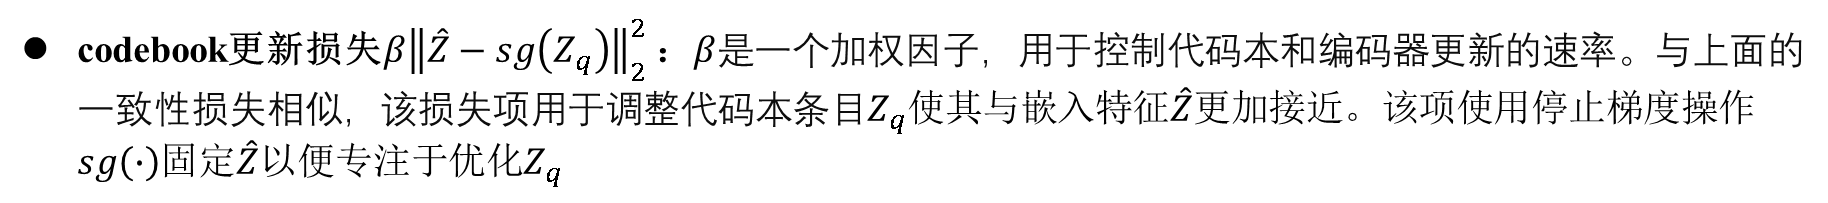 ● codebook更新损失β‖Ẑ − sg(Z_q)‖₂²：β是一个加权因子，用于控制代码本和编码器更新的速率。与上面的
一致性损失相似，该损失项用于调整代码本条目Z_q使其与嵌入特征Ẑ更加接近。该项使用停止梯度操作
sg(·)固定Ẑ以便专注于优化Z_q